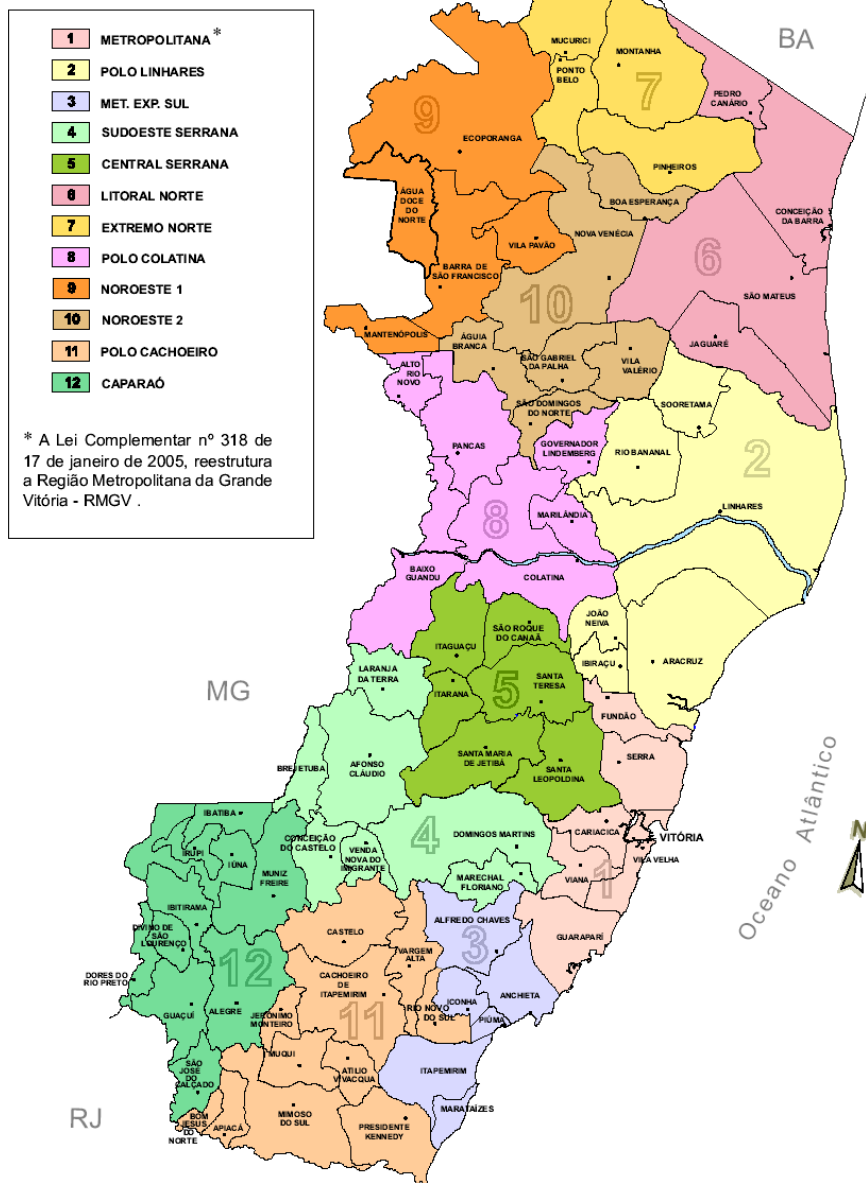 1 METROPOLITANA *
2 POLO LINHARES
3 MET. EXP. SUL
4 SUDOESTE SERRANA
5 CENTRAL SERRANA
6 LITORAL NORTE
7 EXTREMO NORTE
8 POLO COLATINA
9 NOROESTE 1
10 NOROESTE 2
11 POLO CACHOEIRO
12 CAPARAÓ
* A Lei Complementar nº 318 de
17 de janeiro de 2005, reestrutura
a Região Metropolitana da Grande
Vitória - RMGV .
BA
MUCURICI
MONTANHA
PONTO
BELO
7
PEDRO
CANÁRIO
9
ECOPORANGA
PINHEIROS
ÁGUA
DOCE
DO
NORTE
BOA ESPERANÇA
CONCEIÇÃO
DA BARRA
NOVA VENÉCIA
VILA PAVÃO
BARRA DE
SÃO FRANCISCO
6
SÃO MATEUS
10
MANTENÓPOLIS
ÁGUIA
BRANCA
JAGUARÉ
SÃO GABRIEL
DA PALHA
VILA
VALÉRIO
ALTO
RIO
NOVO
SÃO DOMINGOS
DO NORTE
SOORETAMA
PANCAS
GOVERNADOR
LINDEMBERG
RIO BANANAL
2
LINHARES
8
MARILÂNDIA
BAIXO
GUANDU
COLATINA
JOÃO
NEIVA
SÃO ROQUE
DO CANAÃ
ITAGUAÇU
IBIRAÇU
ARACRUZ
LARANJA
DA TERRA
MG
ITARANA
5
SANTA
TERESA
FUNDÃO
SANTA MARIA
DE JETIBÁ
SERRA
BREJETUBA
AFONSO
CLÁUDIO
SANTA
LEOPOLDINA
Oceano Atlântico
IBATIBA
CARIACICA
VITÓRIA
N
CONCEIÇÃO
DO CASTELO
4
DOMINGOS MARTINS
IRUPI
IÚNA
VENDA
NOVA DO
IMIGRANTE
VILA VELHA
MUNIZ
FREIRE
MARECHAL
FLORIANO
VIANA
1
IBITIRAMA
ALFREDO CHAVES
DIVINO DE
SÃO
LOURENÇO
CASTELO
3
GUARAPARÍ
VARGEM
ALTA
DORES DO
RIO PRETO
12
CACHOEIRO
DE
ITAPEMIRIM
ANCHIETA
GUAÇUÍ
ALEGRE
JERÔNIMO
MONTEIRO
11
ICONHA
RIO NOVO
DO SUL
PIÚMA
MUQUI
ATILIO
VIVACQUA
ITAPEMIRIM
SÃO
JOSÉ
DO
CALÇADO
RJ
BOM
JESUS
DO
NORTE
APIACÁ
MIMOSO
DO SUL
PRESIDENTE
KENNEDY
MARATAÍZES